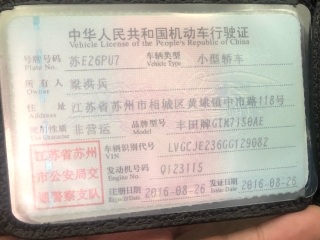 中华人民共和国机动车行驶证
Vehicle License of the People's Republic of China
号牌号码 苏E26PU7 车辆类型 小型轿车
Plate No. Vehicle Type
所有人 梁洪兵
Owner
住址 江苏省苏州市相城区黄埭镇中市路118号
Address
使用性质 非营运 品牌型号 丰田牌GTM7180AE
Use Character Model
江苏省苏州
市公安局交
通警察支队
车辆识别代号
VIN
发动机号码 Q123115
Engine No.
注册日期 2016-08-26 发证日期 2016-08-26
Register Date Issue Date